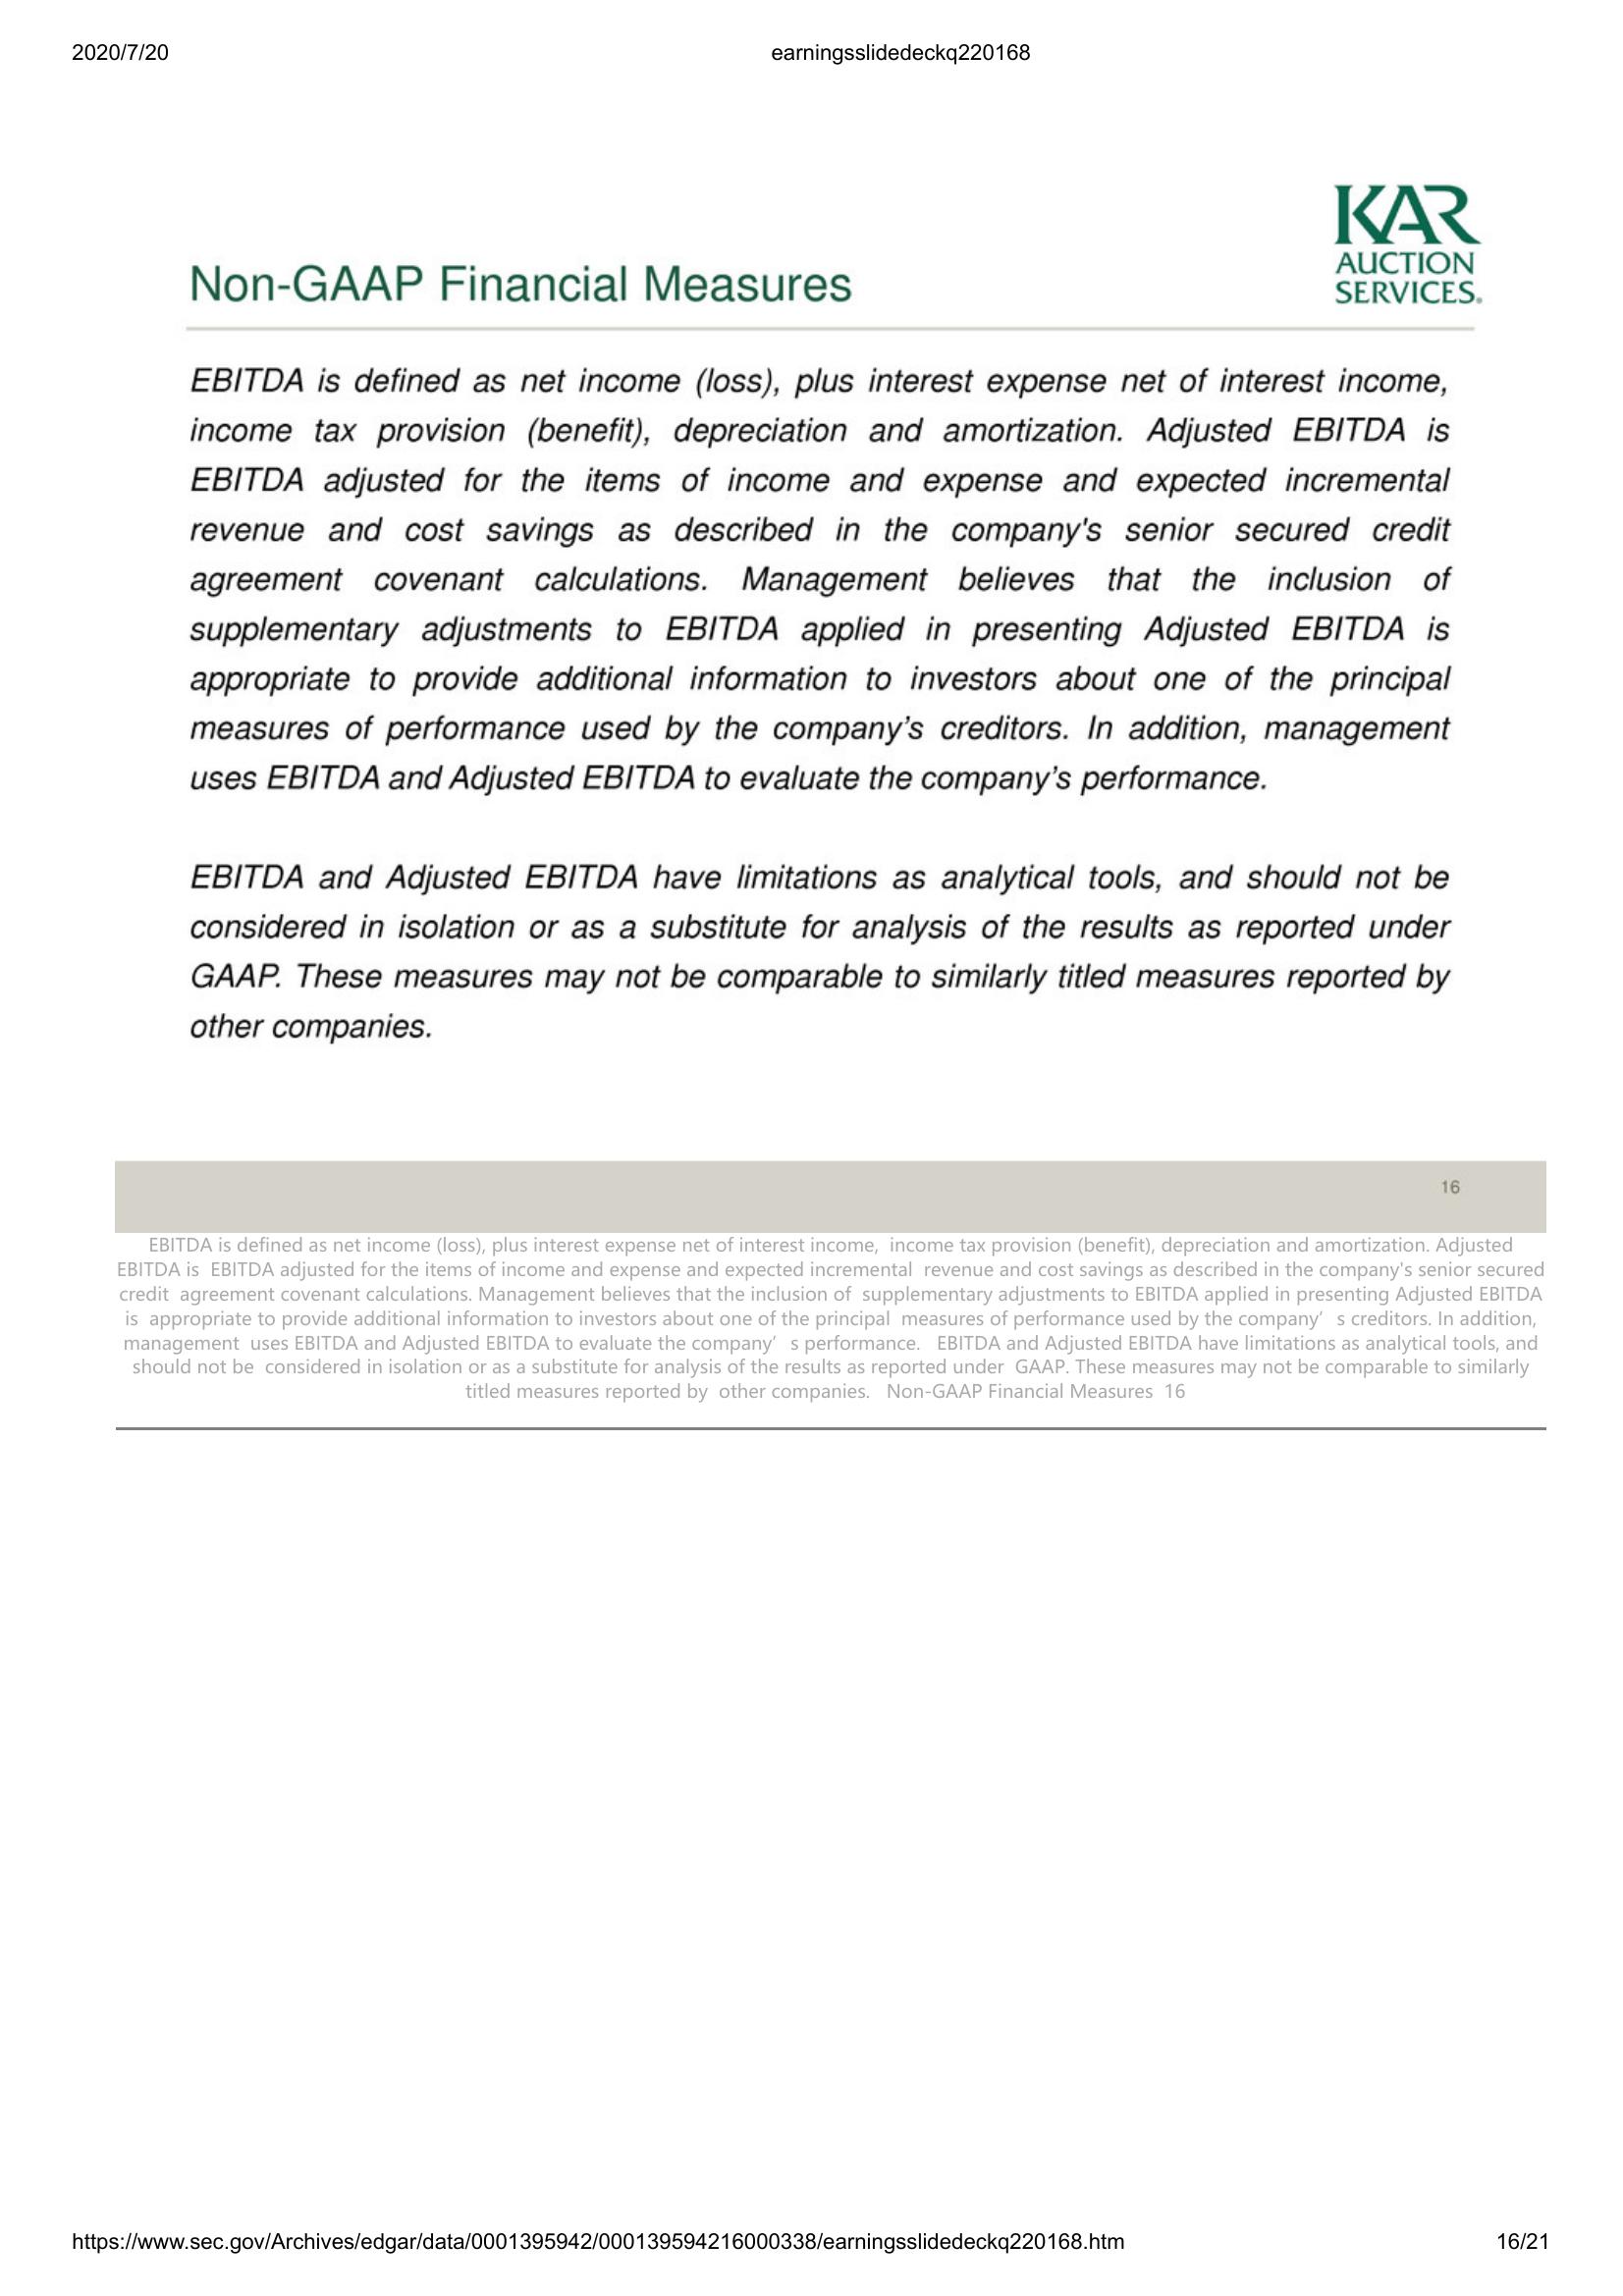 2020/7/20 earningsslidedeckq220168
KAR
AUCTION
SERVICES.
Non-GAAP Financial Measures
EBITDA is defined as net income (loss), plus interest expense net of interest income,
income tax provision (benefit), depreciation and amortization. Adjusted EBITDA is
EBITDA adjusted for the items of income and expense and expected incremental
revenue and cost savings as described in the company's senior secured credit
agreement covenant calculations. Management believes that the inclusion of
supplementary adjustments to EBITDA applied in presenting Adjusted EBITDA is
appropriate to provide additional information to investors about one of the principal
measures of performance used by the company’s creditors. In addition, management
uses EBITDA and Adjusted EBITDA to evaluate the company’s performance.
EBITDA and Adjusted EBITDA have limitations as analytical tools, and should not be
considered in isolation or as a substitute for analysis of the results as reported under
GAAP. These measures may not be comparable to similarly titled measures reported by
other companies.
16
EBITDA is defined as net income (loss), plus interest expense net of interest income,  income tax provision (benefit), depreciation and amortization. Adjusted
EBITDA is  EBITDA adjusted for the items of income and expense and expected incremental  revenue and cost savings as described in the company's senior secured
credit  agreement covenant calculations. Management believes that the inclusion of  supplementary adjustments to EBITDA applied in presenting Adjusted EBITDA
is  appropriate to provide additional information to investors about one of the principal  measures of performance used by the company’s creditors. In addition,
management  uses EBITDA and Adjusted EBITDA to evaluate the company’s performance.   EBITDA and Adjusted EBITDA have limitations as analytical tools, and
should not be  considered in isolation or as a substitute for analysis of the results as reported under  GAAP. These measures may not be comparable to similarly
titled measures reported by  other companies.   Non-GAAP Financial Measures  16
https://www.sec.gov/Archives/edgar/data/0001395942/000139594216000338/earningsslidedeckq220168.htm 16/21